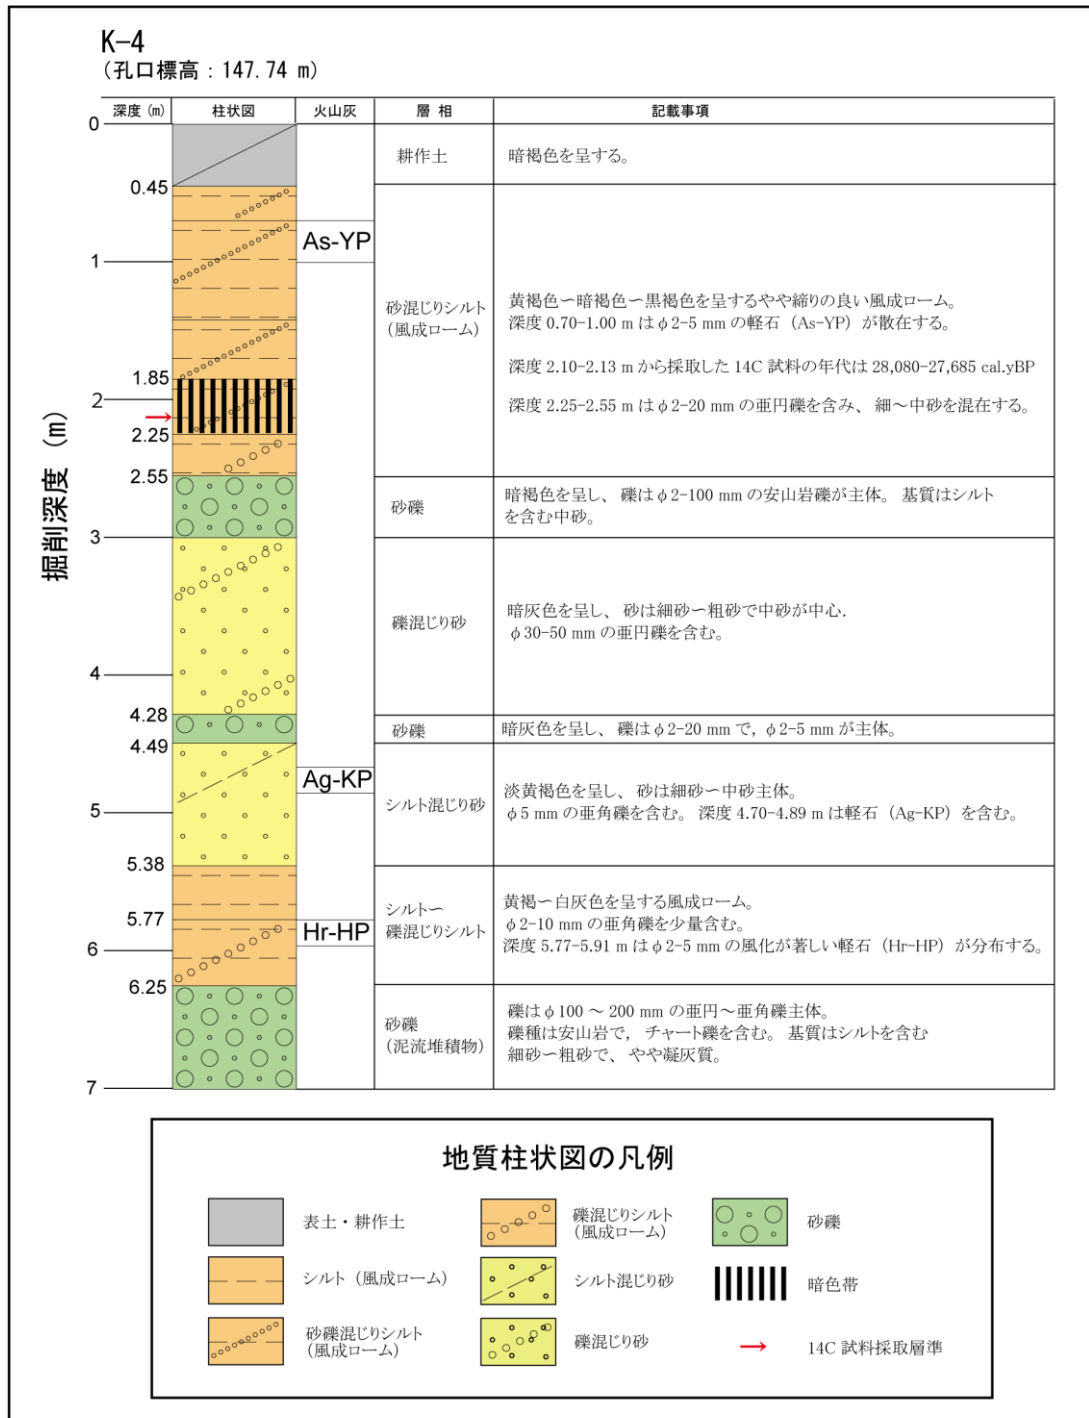 K-4
（孔口標高：147.74 m）
深度 (m)
柱状図
火山灰
層 相
記載事項
掘削深度 (m)
0
耕作土
暗褐色を呈する。
0.45
As-YP
1
砂混じりシルト
(風成ローム)
黄褐色〜暗褐色〜黒褐色を呈するやや締りの良い風成ローム。
深度 0.70-1.00 m はφ2-5 mm の軽石（As-YP）が散在する。
深度 2.10-2.13 m から採取した 14C 試料の年代は 28,080-27,685 cal.yBP
深度 2.25-2.55 m はφ2-20 mm の亜円礫を含み、細〜中砂を混在する。
1.85
2
2.25
2.55
砂礫
暗褐色を呈し、礫はφ2-100 mm の安山岩礫が主体。基質はシルト
を含む中砂。
3
礫混じり砂
暗灰色を呈し、砂は細砂〜粗砂で中砂が中心.
φ30-50 mm の亜円礫を含む。
4
4.28
砂礫
暗灰色を呈し、礫はφ2-20 mm で, φ2-5 mm が主体。
4.49
Ag-KP
シルト混じり砂
淡黄褐色を呈し、砂は細砂〜中砂主体。
φ5 mm の亜角礫を含む。深度 4.70-4.89 m は軽石（Ag-KP）を含む。
5
5.38
シルト〜
礫混じりシルト
黄褐〜白灰色を呈する風成ローム。
φ2-10 mm の亜角礫を少量含む。
深度 5.77-5.91 m はφ2-5 mm の風化が著しい軽石（Hr-HP）が分布する。
5.77
Hr-HP
6
6.25
砂礫
(泥流堆積物)
礫はφ100 〜 200 mm の亜円〜亜角礫主体。
礫種は安山岩で、チャート礫を含む。基質はシルトを含む
細砂〜粗砂で、やや凝灰質。
7
地質柱状図の凡例
表土・耕作土
礫混じりシルト
(風成ローム)
砂礫
シルト（風成ローム）
シルト混じり砂
暗色帯
砂礫混じりシルト
(風成ローム)
礫混じり砂
14C 試料採取層準